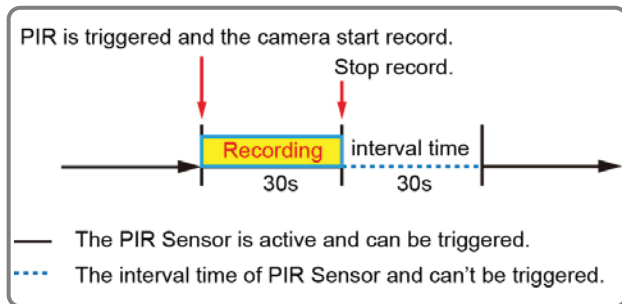 PIR is triggered and the camera start record.
Stop record.
Recording
interval time
30s
30s
The PIR Sensor is active and can be triggered.
The interval time of PIR Sensor and can't be triggered.